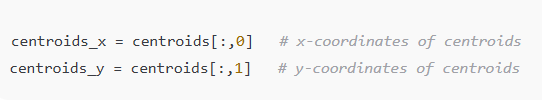 centroids_x = centroids[:,0]   # x-coordinates of centroids
centroids_y = centroids[:,1]   # y-coordinates of centroids